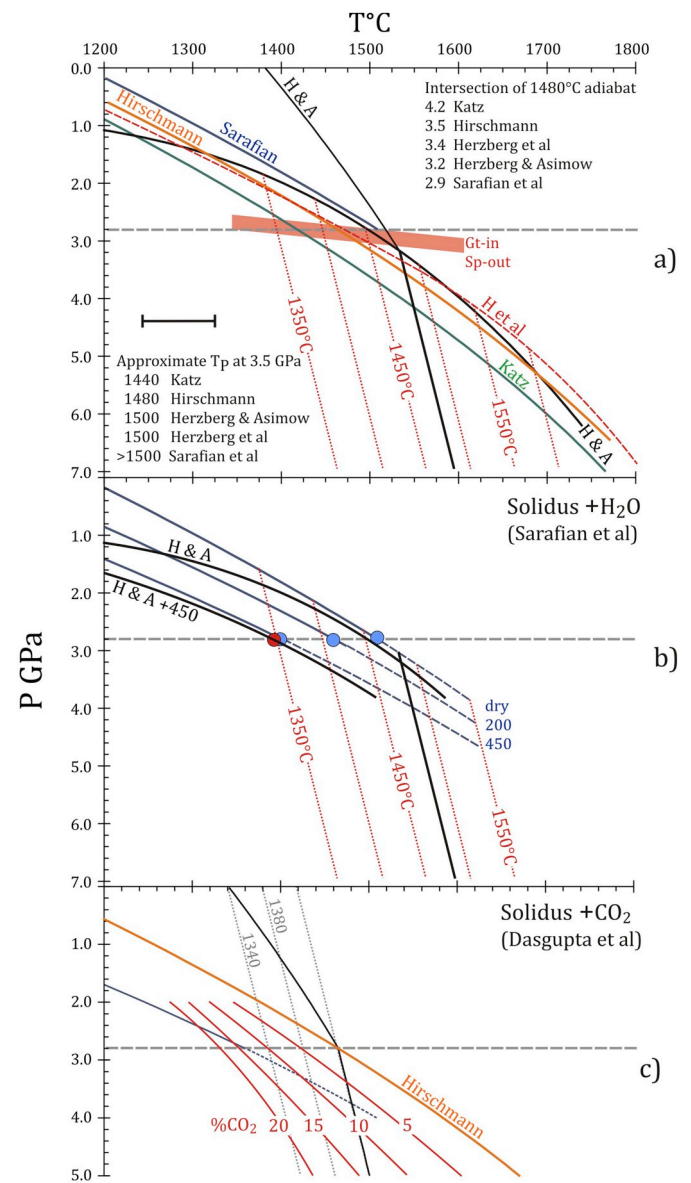 T°C
1200 1300 1400 1500 1600 1700 1800
0.0
1.0
2.0
3.0
4.0
5.0
6.0
7.0
H & A
Hirschmann
Sarafian
Intersection of 1480°C adiabat
4.2 Katz
3.5 Hirschmann
3.4 Herzberg et al
3.2 Herzberg & Asimow
2.9 Sarafian et al
Gt-in
Sp-out
a)
1350°C
1450°C
1550°C
H et al
Katz
H & A
Approximate Tp at 3.5 GPa
1440 Katz
1480 Hirschmann
1500 Herzberg & Asimow
1500 Herzberg et al
>1500 Sarafian et al
P GPa
1.0
2.0
3.0
4.0
5.0
6.0
7.0
Solidus +H2O
(Sarafian et al)
H & A
H & A +450
b)
dry
200
450
1350°C
1450°C
1550°C
1.0
2.0
3.0
4.0
5.0
Solidus +CO2
(Dasgupta et al)
1380
1340
c)
Hirschmann
%CO2 20 15 10 5